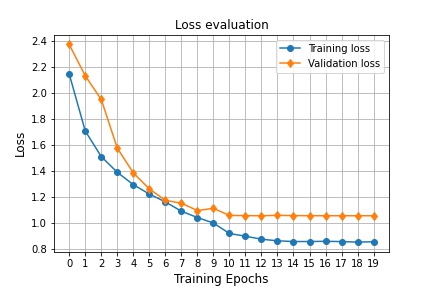 Loss evaluation
Training loss
Validation loss
2.4
2.2
2.0
1.8
1.6
1.4
1.2
1.0
0.8
Loss
0 1 2 3 4 5 6 7 8 9 10 11 12 13 14 15 16 17 18 19
Training Epochs